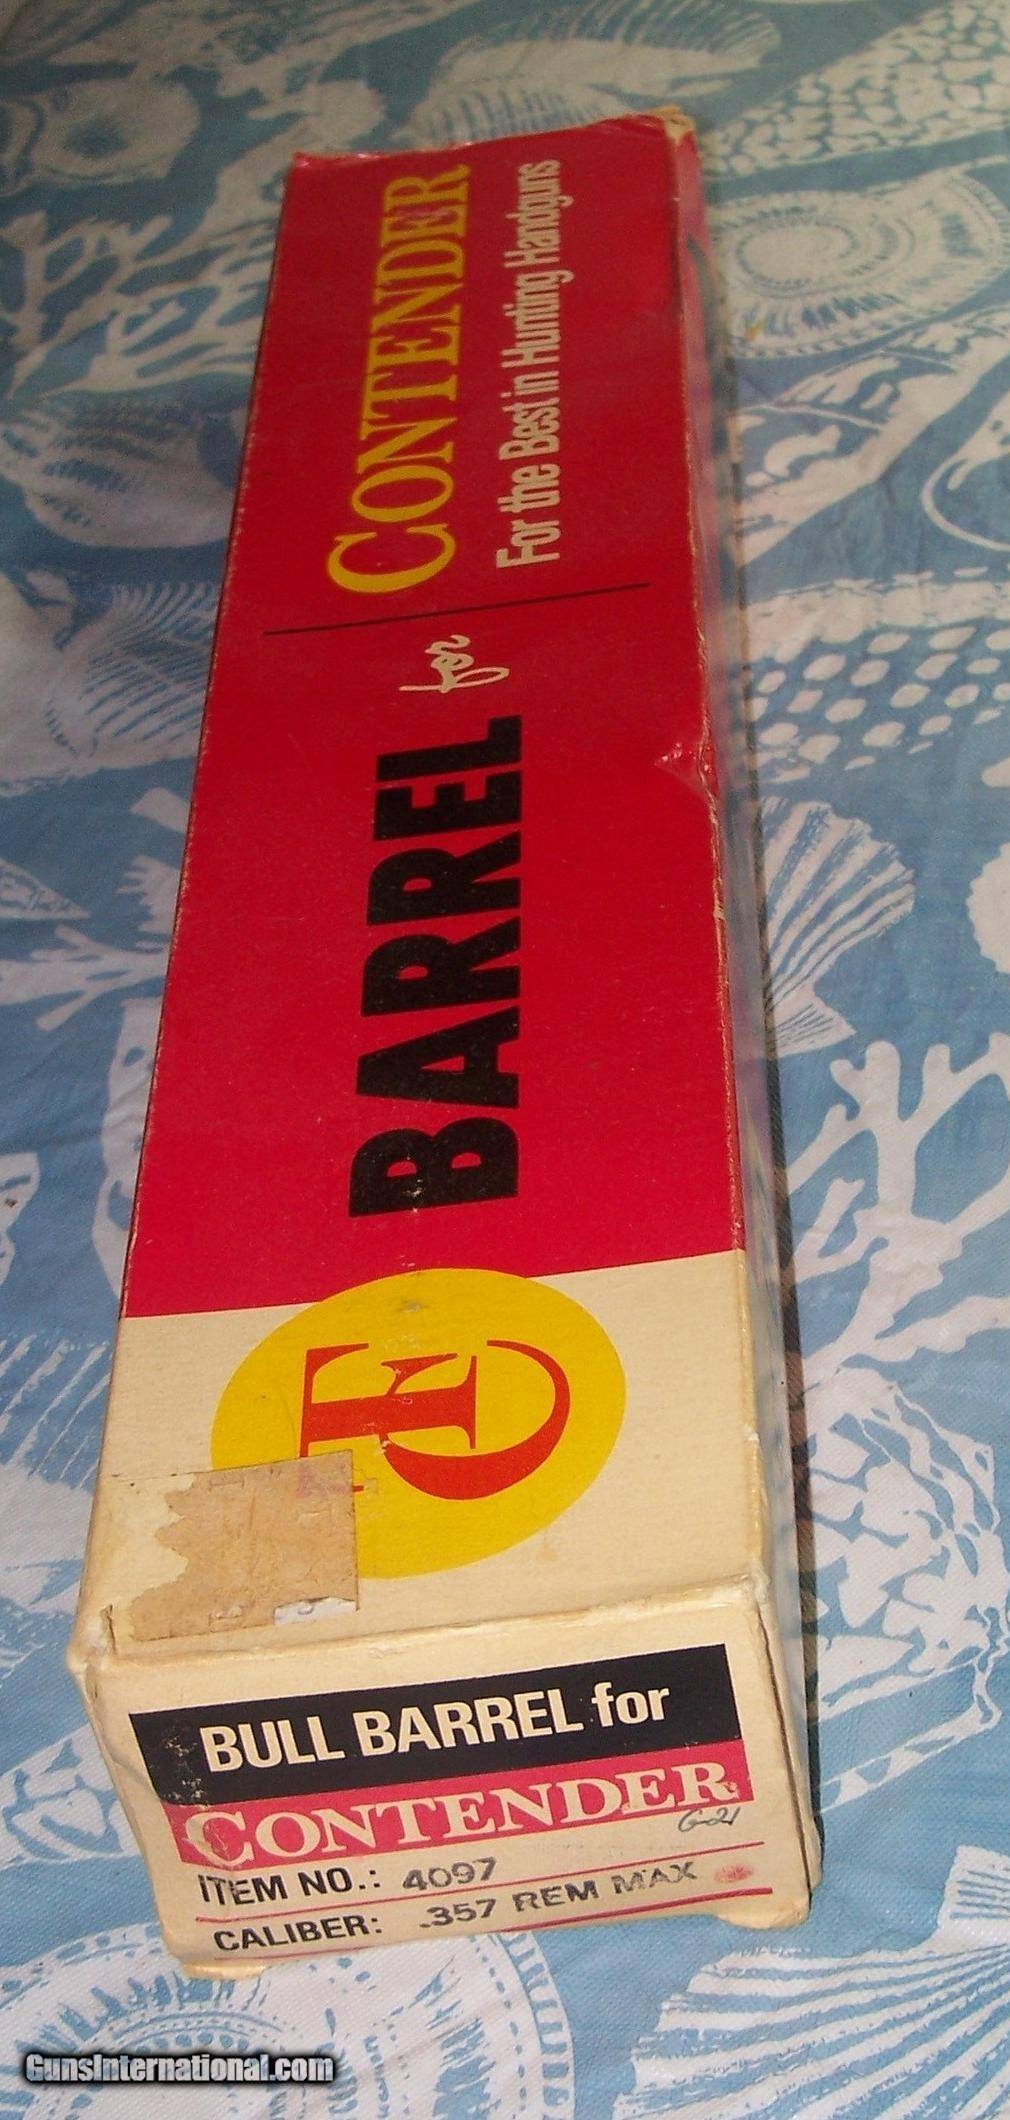 CONTENDER
For the Best in Hunting Handguns
BARREL for
TC
BULL BARREL for
CONTENDER
G-21
ITEM NO.: 4097
CALIBER: .357 REM MAX
GunsInternational.com